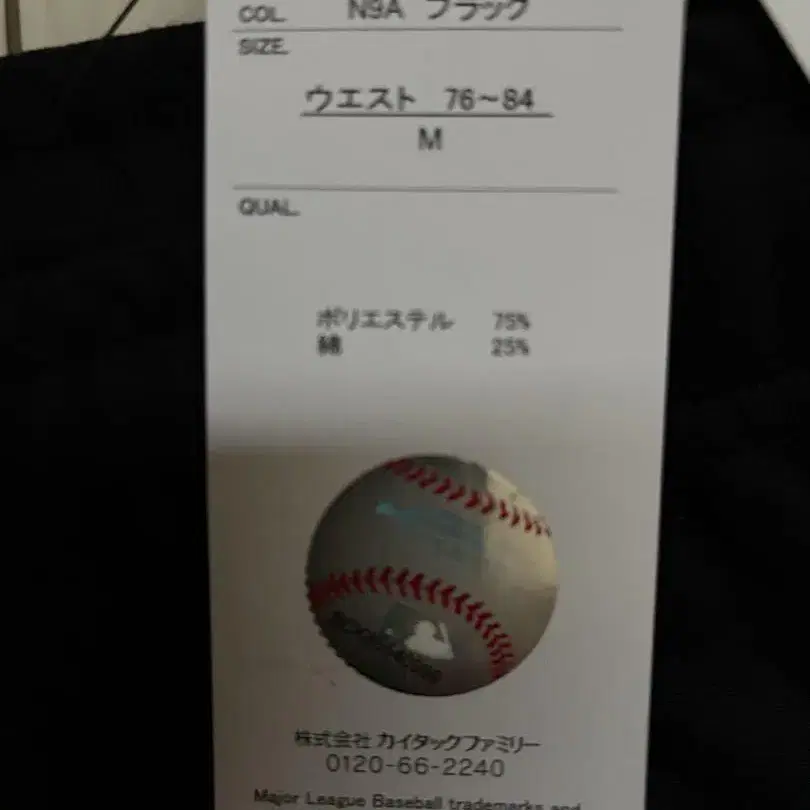 COL. N9A ブラック
SIZE.
ウエスト 76～84
M
QUAL.
ポリエステル 75%
綿 25%
株式会社 カイタックファミリー
0120-66-2240
Major League Baseball trademarks and